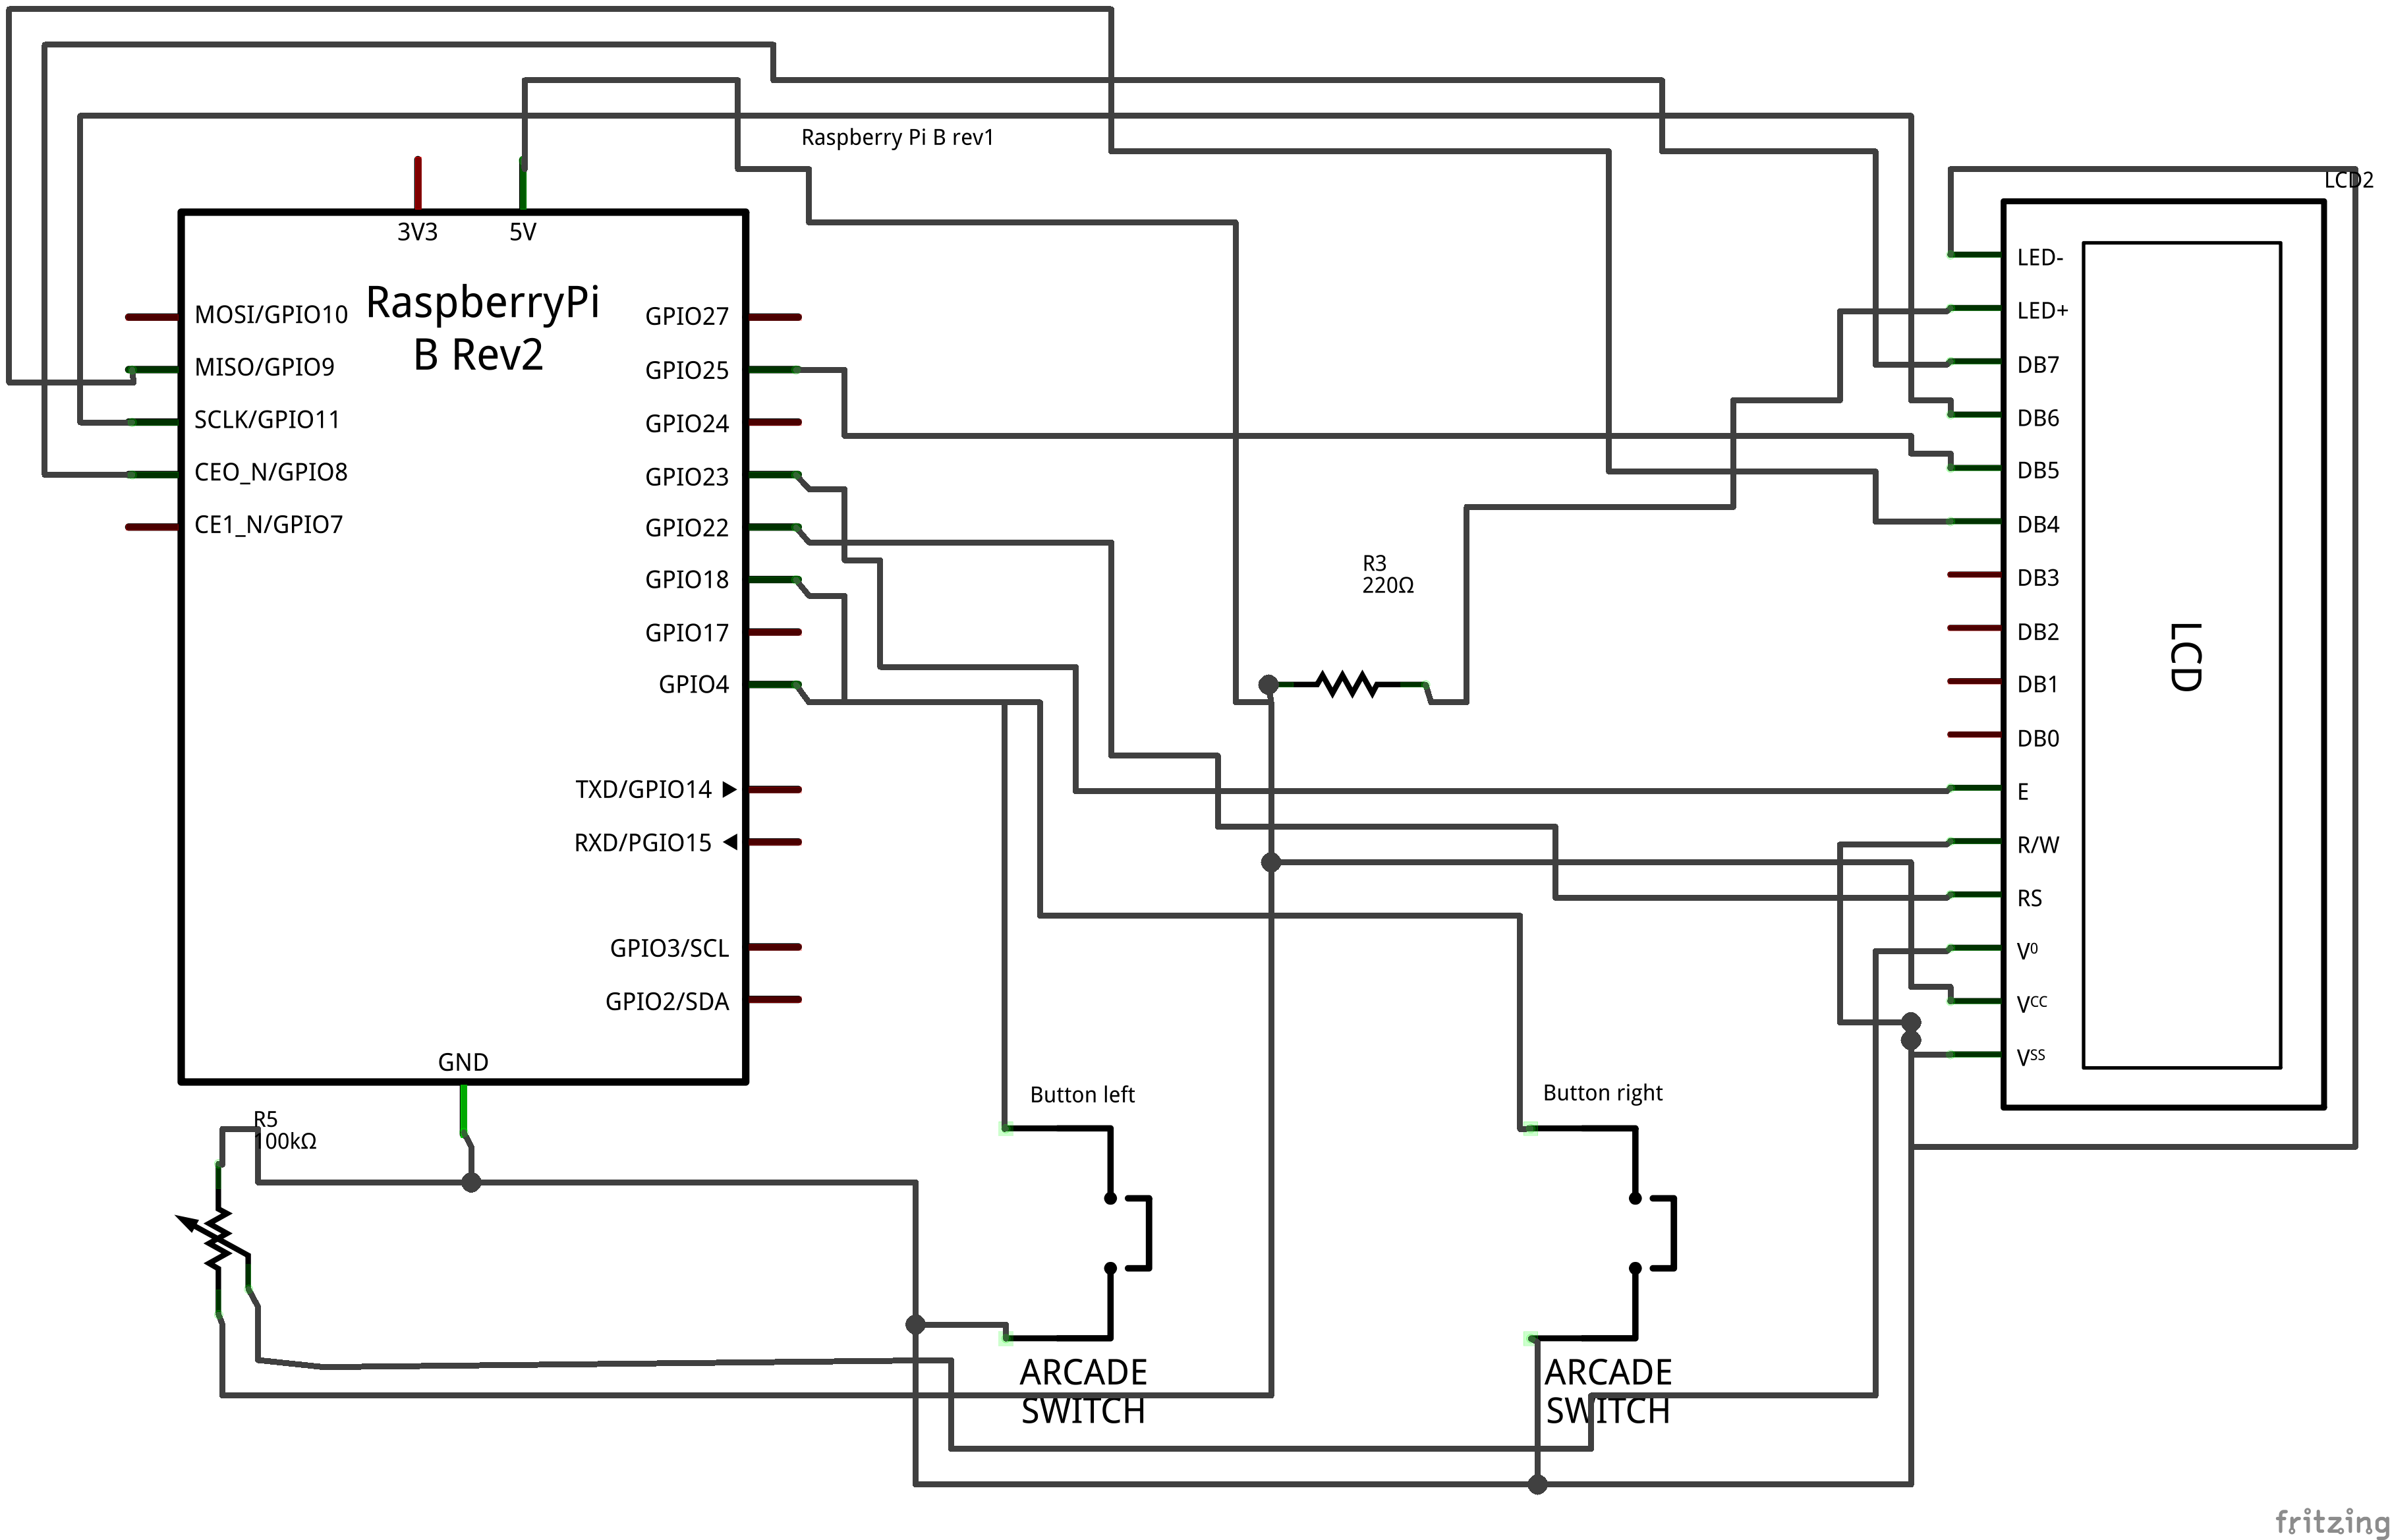 Raspberry Pi B rev1
3V3
5V
RaspberryPi
B Rev2
MOSI/GPIO10
MISO/GPIO9
SCLK/GPIO11
CEO_N/GPIO8
CE1_N/GPIO7
GPIO27
GPIO25
GPIO24
GPIO23
GPIO22
GPIO18
GPIO17
GPIO4
TXD/GPIO14
RXD/PGIO15
GPIO3/SCL
GPIO2/SDA
GND
R5
100kΩ
R3
220Ω
Button left
ARCADE
SWITCH
Button right
ARCADE
SWITCH
LCD2
LED-
LED+
DB7
DB6
DB5
DB4
DB3
DB2
DB1
DB0
E
R/W
RS
V0
VCC
VSS
LCD
fritzing